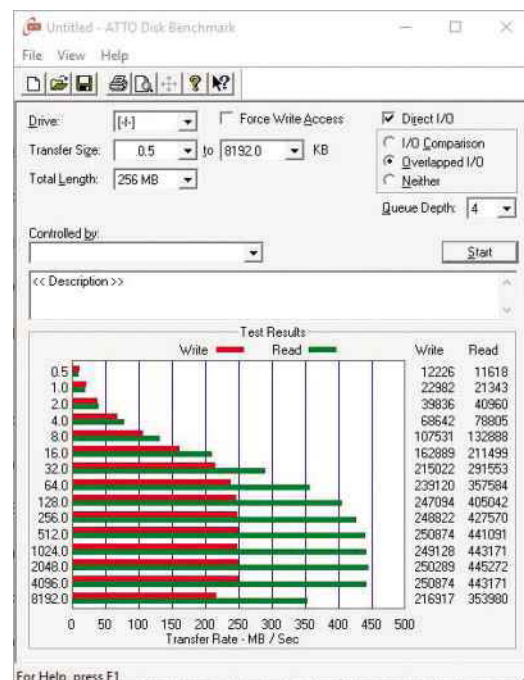 Untitled - ATTO Disk Benchmark
File View Help
Drive: [-f-] Force Write Access Direct I/O
Transfer Size: 0.5 to 8192.0 KB
I/O Comparison
Overlapped I/O
Neither
Total Length: 256 MB
Queue Depth: 4
Controlled by:
Start
<< Description >>
Test Results
Write Read Write Read
0.5 12226 11618
1.0 22982 21343
2.0 39836 40960
4.0 68642 78805
8.0 107531 132888
16.0 162889 211499
32.0 215022 291553
64.0 239120 357584
128.0 247094 405042
256.0 248822 427570
512.0 250874 441091
1024.0 249128 443171
2048.0 250289 445272
4096.0 250874 443171
8192.0 216917 353980
0 50 100 150 200 250 300 350 400 450 500
Transfer Rate - MB / Sec
For Help, press F1